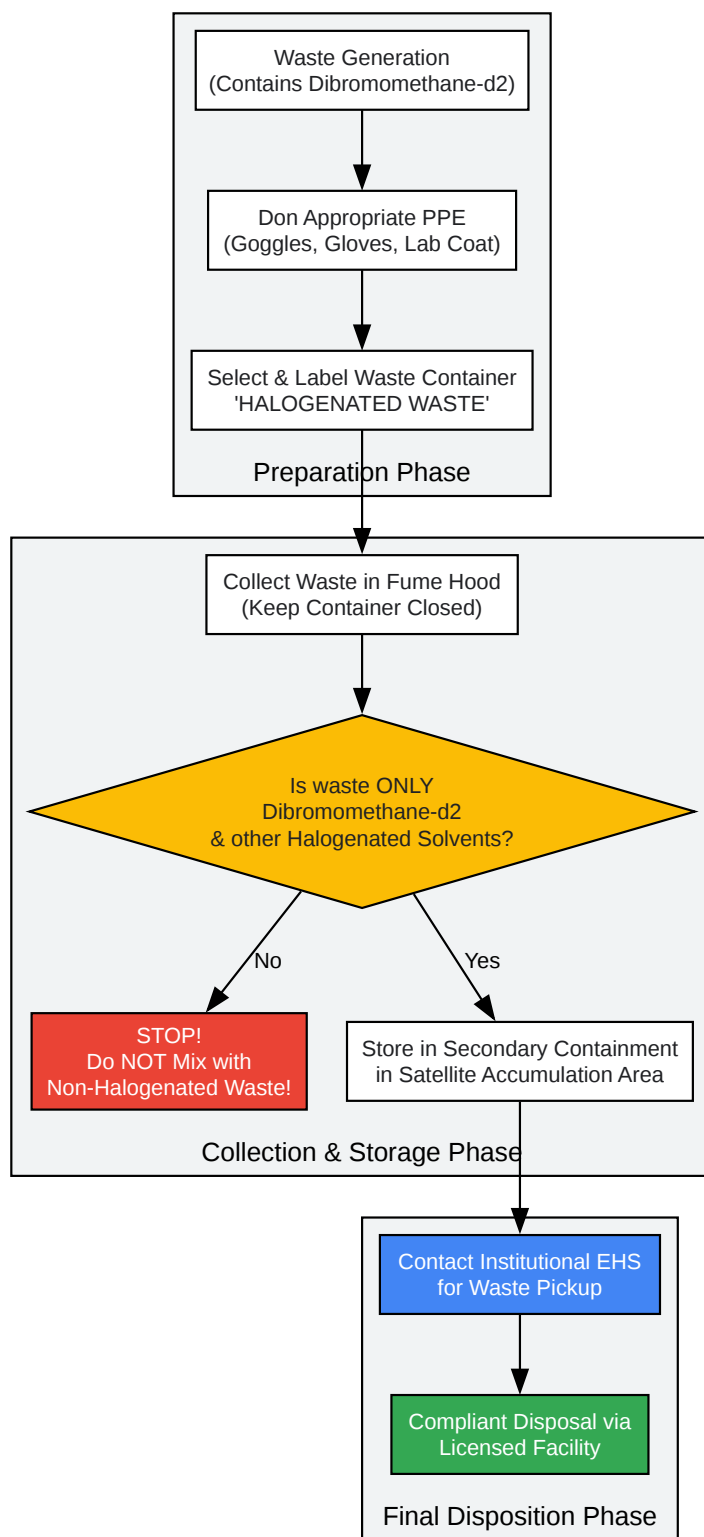 Waste Generation
(Contains Dibromomethane-d2)
Don Appropriate PPE
(Goggles, Gloves, Lab Coat)
Select & Label Waste Container
'HALOGENATED WASTE'
Preparation Phase
Collect Waste in Fume Hood
(Keep Container Closed)
Is waste ONLY
Dibromomethane-d2
& other Halogenated Solvents?
No
Yes
STOP!
Do NOT Mix with
Non-Halogenated Waste!
Store in Secondary Containment
in Satellite Accumulation Area
Collection & Storage Phase
Contact Institutional EHS
for Waste Pickup
Compliant Disposal via
Licensed Facility
Final Disposition Phase